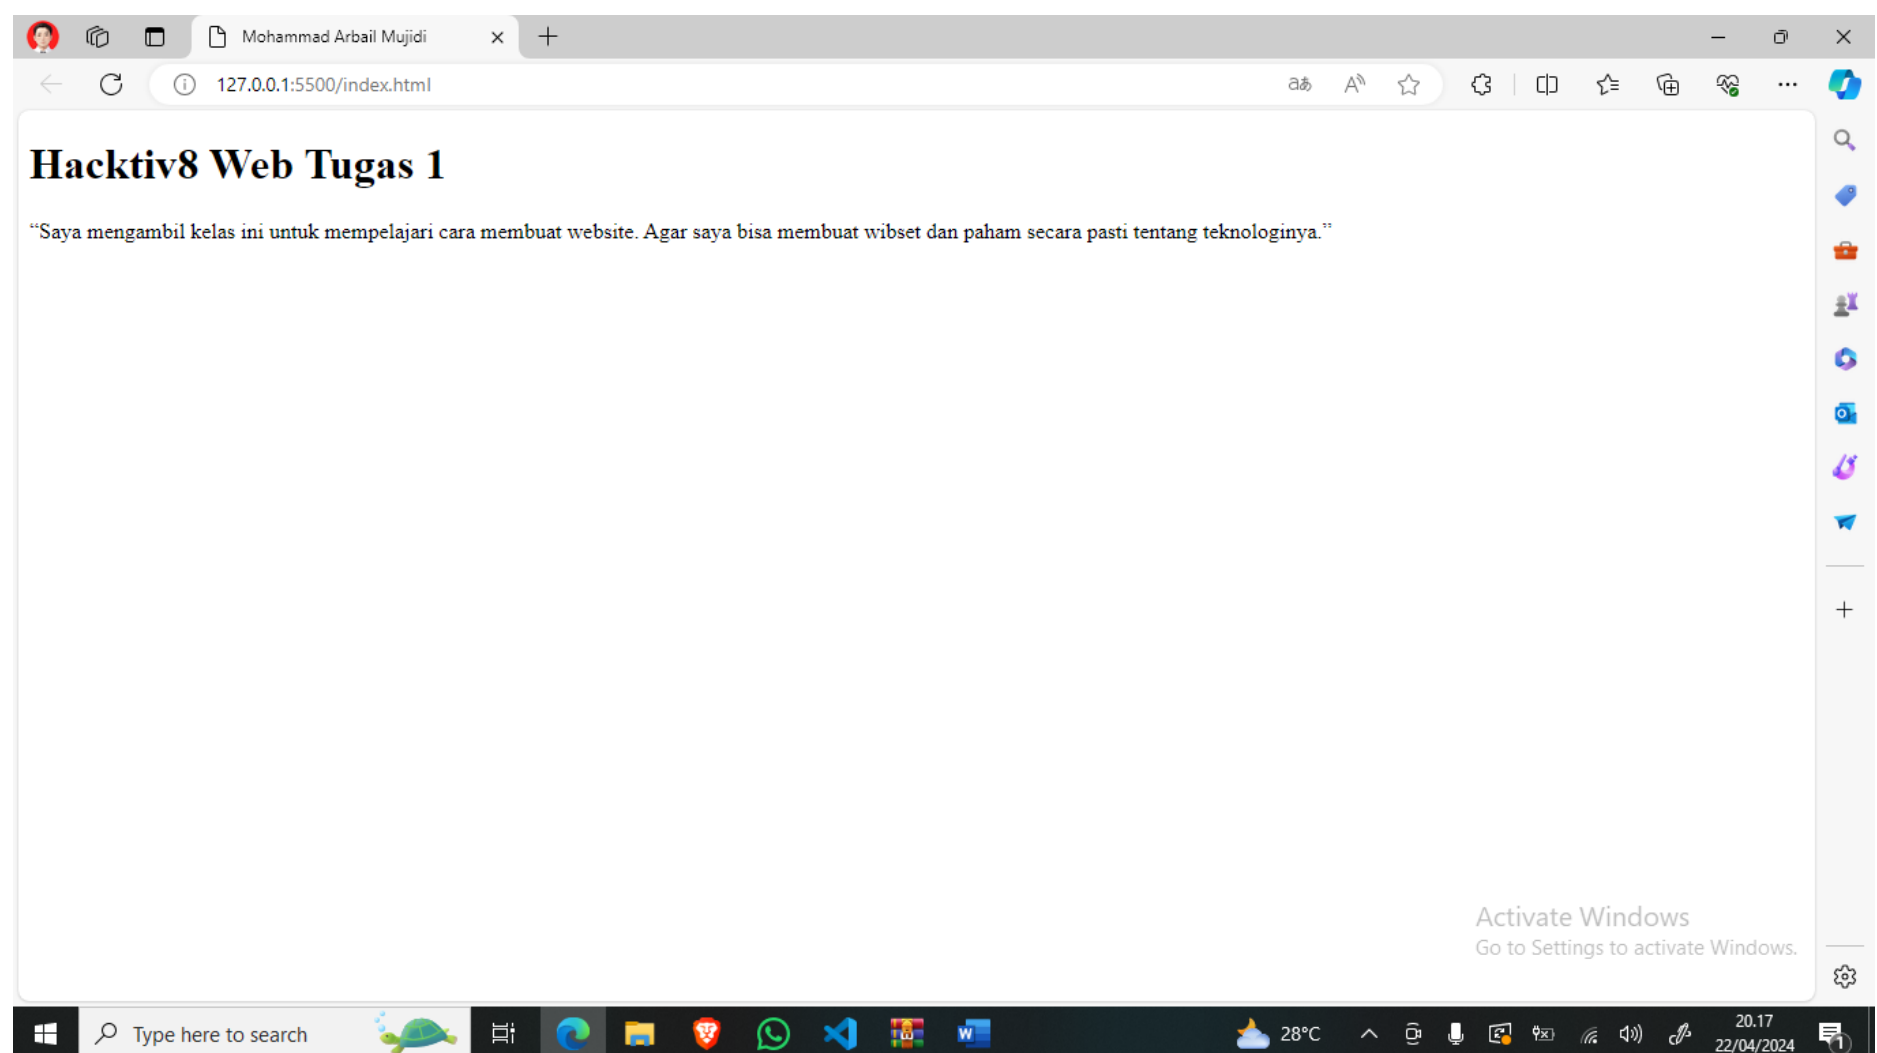 Mohammad Arbail Mujidi
127.0.0.1:5500/index.html
Hacktiv8 Web Tugas 1
“Saya mengambil kelas ini untuk mempelajari cara membuat website. Agar saya bisa membuat wibset dan paham secara pasti tentang teknologinya.”
Activate Windows
Go to Settings to activate Windows.
Type here to search
28°C
20.17
22/04/2024